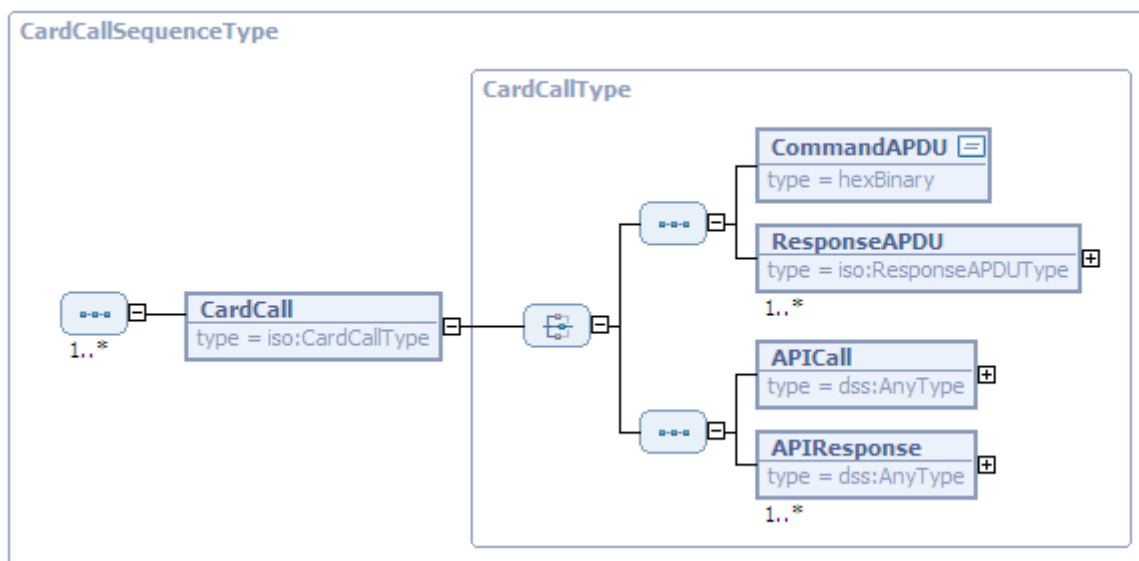 CardCallSequenceType
CardCallType
CommandAPDU
type = hexBinary
ResponseAPDU
type = iso:ResponseAPDUType
1..*
CardCall
type = iso:CardCallType
1..*
APICall
type = dss:AnyType
APIResponse
type = dss:AnyType
1..*